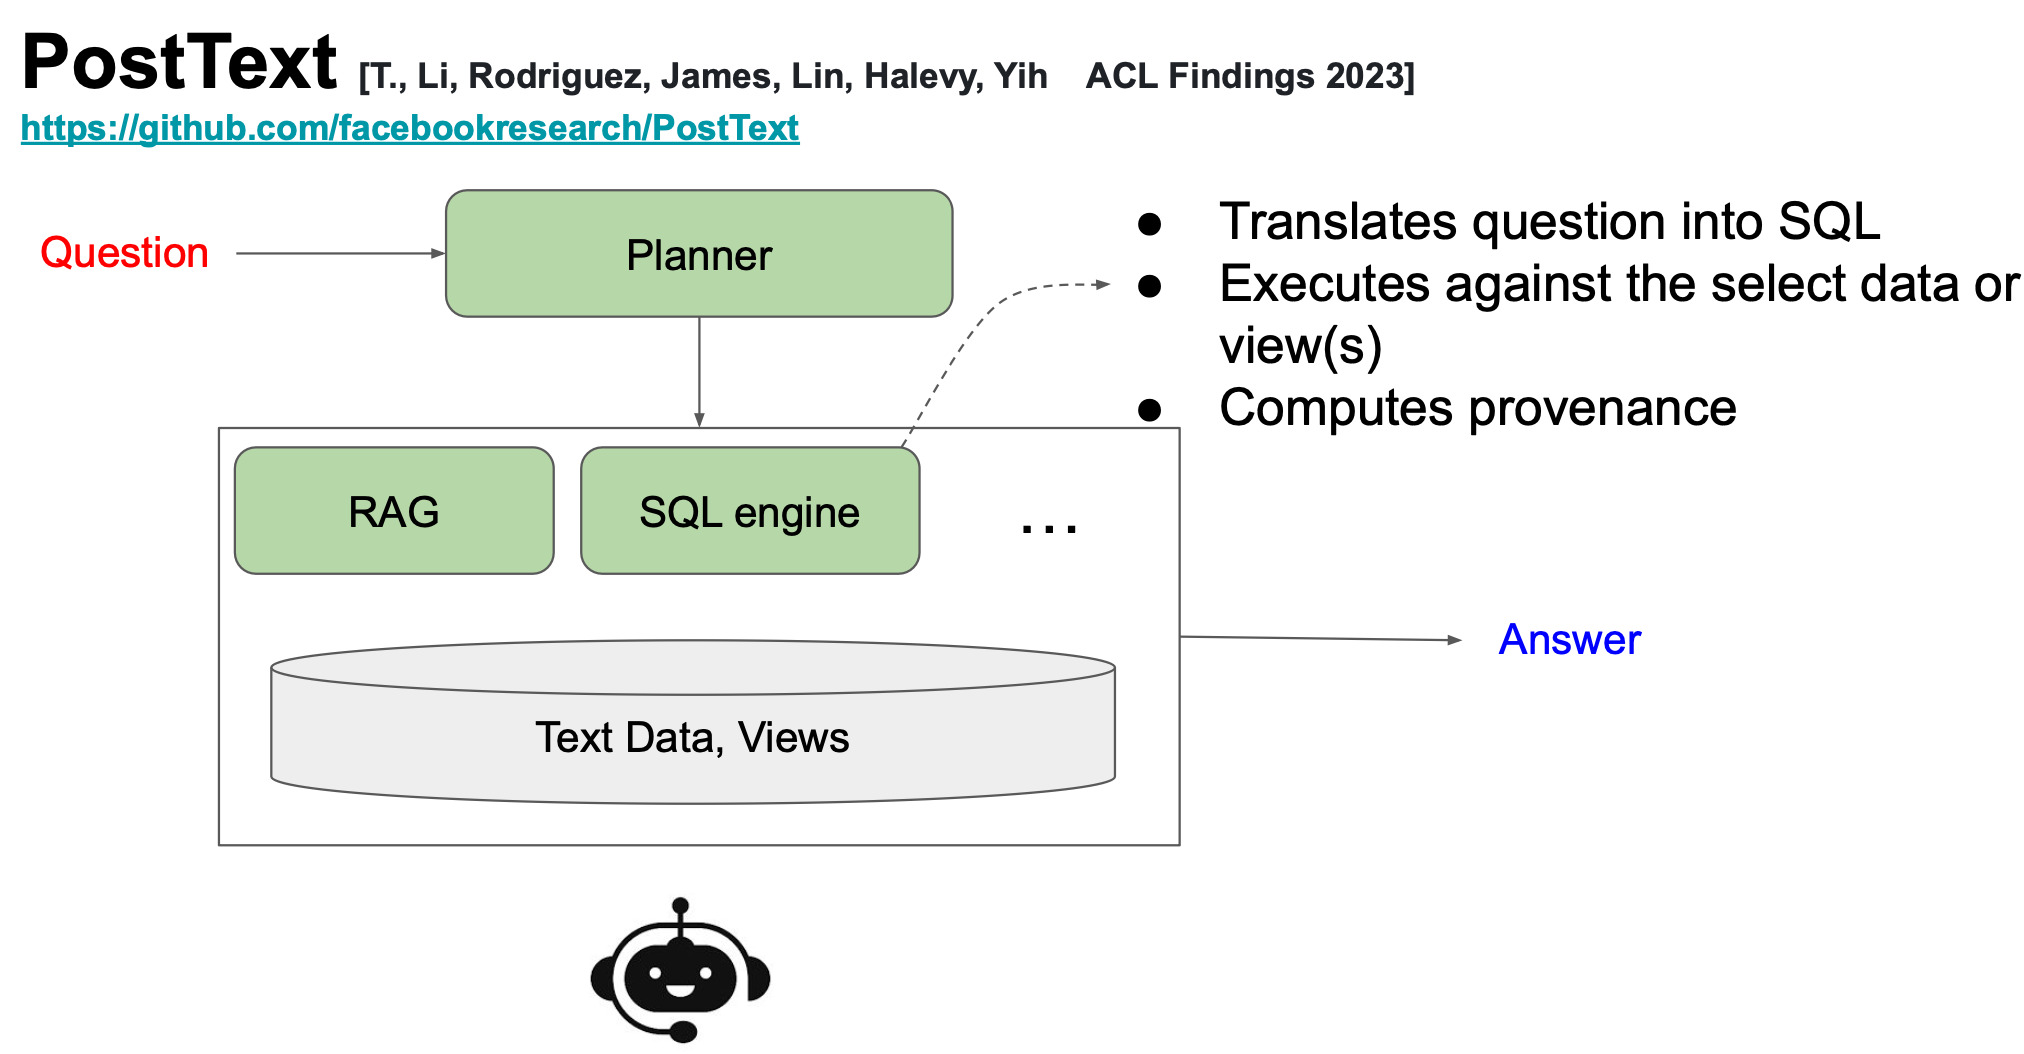 PostText [T., Li, Rodriguez, James, Lin, Halevy, Yih ACL Findings 2023]
https://github.com/facebookresearch/PostText
Question
Planner
● Translates question into SQL
● Executes against the select data or
view(s)
● Computes provenance
RAG
SQL engine
...
Text Data, Views
Answer